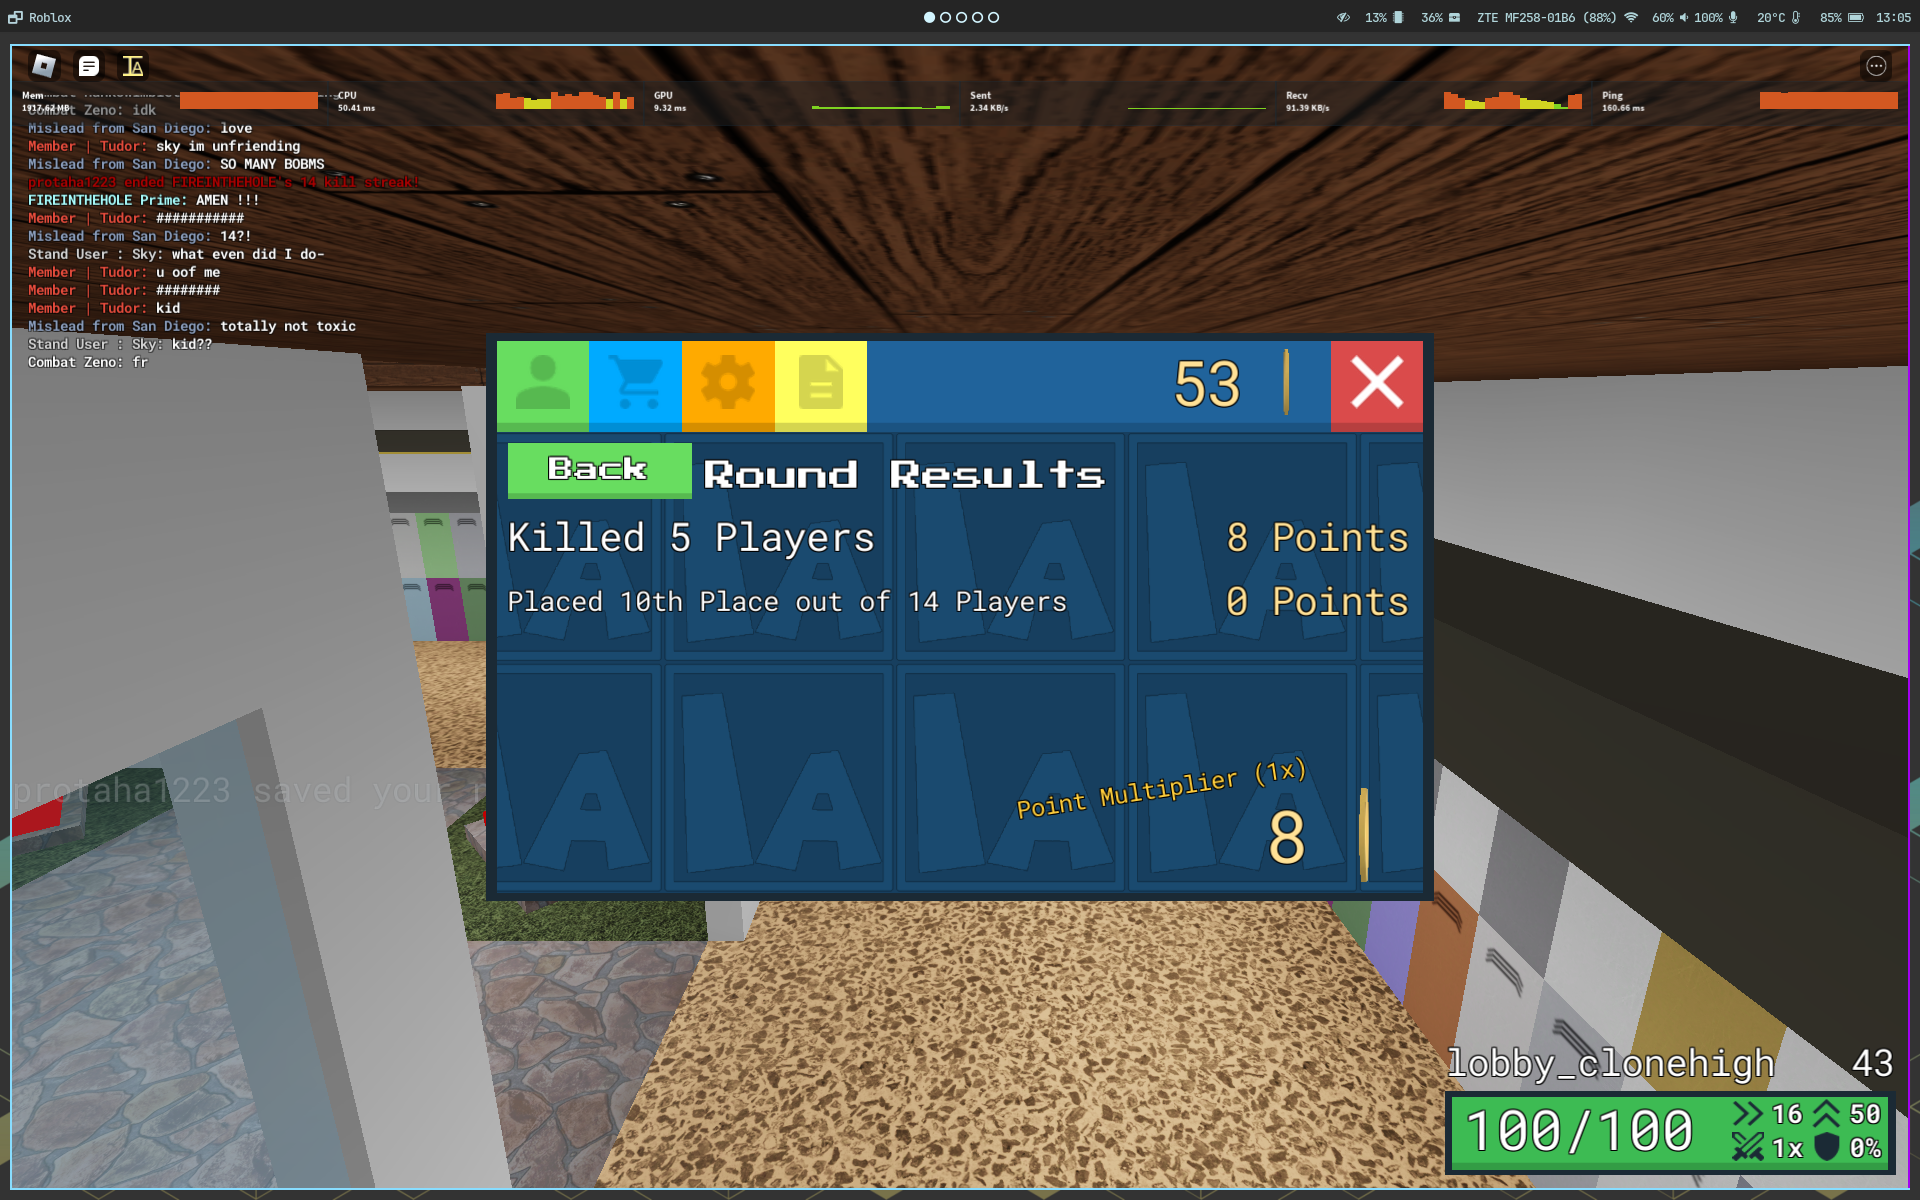 Roblox
13%
36%
ZTE MF258-01B6 (88%)
60%
100%
20°C
85%
13:05
Mem
1917.62 MB
CPU
50.41 ms
GPU
9.32 ms
Sent
2.34 KB/s
Recv
91.39 KB/s
Ping
160.66 ms
Combat Zeno: idk
Mislead from San Diego: love
Member | Tudor: sky im unfriending
Mislead from San Diego: SO MANY BOBMS
protaha1223 ended FIREINTHEHOLE's 14 kill streak!
FIREINTHEHOLE Prime: AMEN !!!
Member | Tudor: ###########
Mislead from San Diego: 14?!
Stand User : Sky: what even did I do-
Member | Tudor: u oof me
Member | Tudor: ########
Member | Tudor: kid
Mislead from San Diego: totally not toxic
Stand User : Sky: kid??
Combat Zeno: fr
53
Back
Round Results
Killed 5 Players
8 Points
Placed 10th Place out of 14 Players
0 Points
protaha1223 saved your
Point Multiplier (1x)
8
lobby_clonehigh
43
100/100
16
50
1x
0%